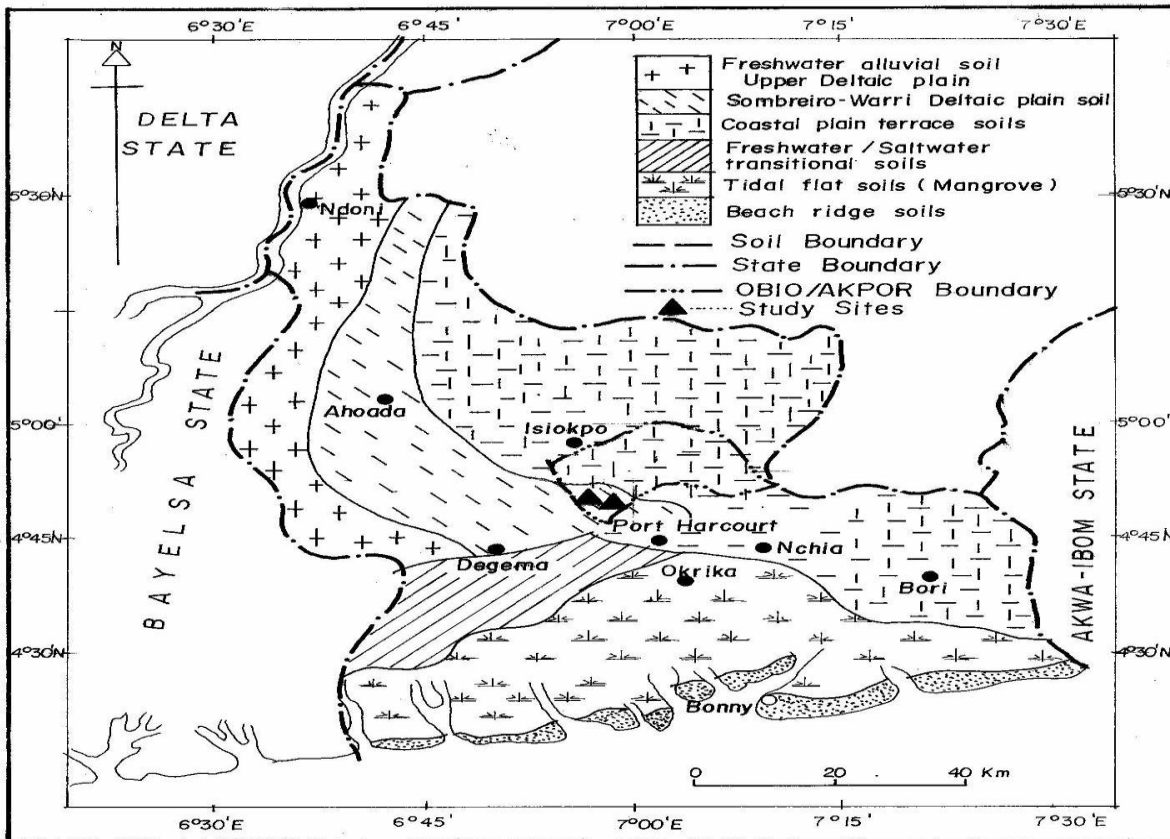 6°30'E 6°45' 7°00' 7°15' 7°30'
N
DELTA
STATE
Freshwater alluvial soil
Upper Deltaic plain
Sombreiro-Warri Deltaic plain soil
Coastal plain terrace soils
Freshwater / Saltwater
transitional soils
Tidal flat soils (Mangrove)
Beach ridge soils
Soil Boundary
State Boundary
OBIO/AKPOR Boundary
Study Sites
5°30'N 5°30'N
Ndoni
Ahoada
Isiokpo
5°00' 5°00'
BAYELSA STATE
AKWA-IBOM STATE
Port Harcourt
4°45' 4°45'
Degema
Nchia
Okrika
Bori
4°30'N 4°30'N
Bonny
0 20 40 Km
6°30'E 6°45'E 7°00'E 7°15'E 7°30'E